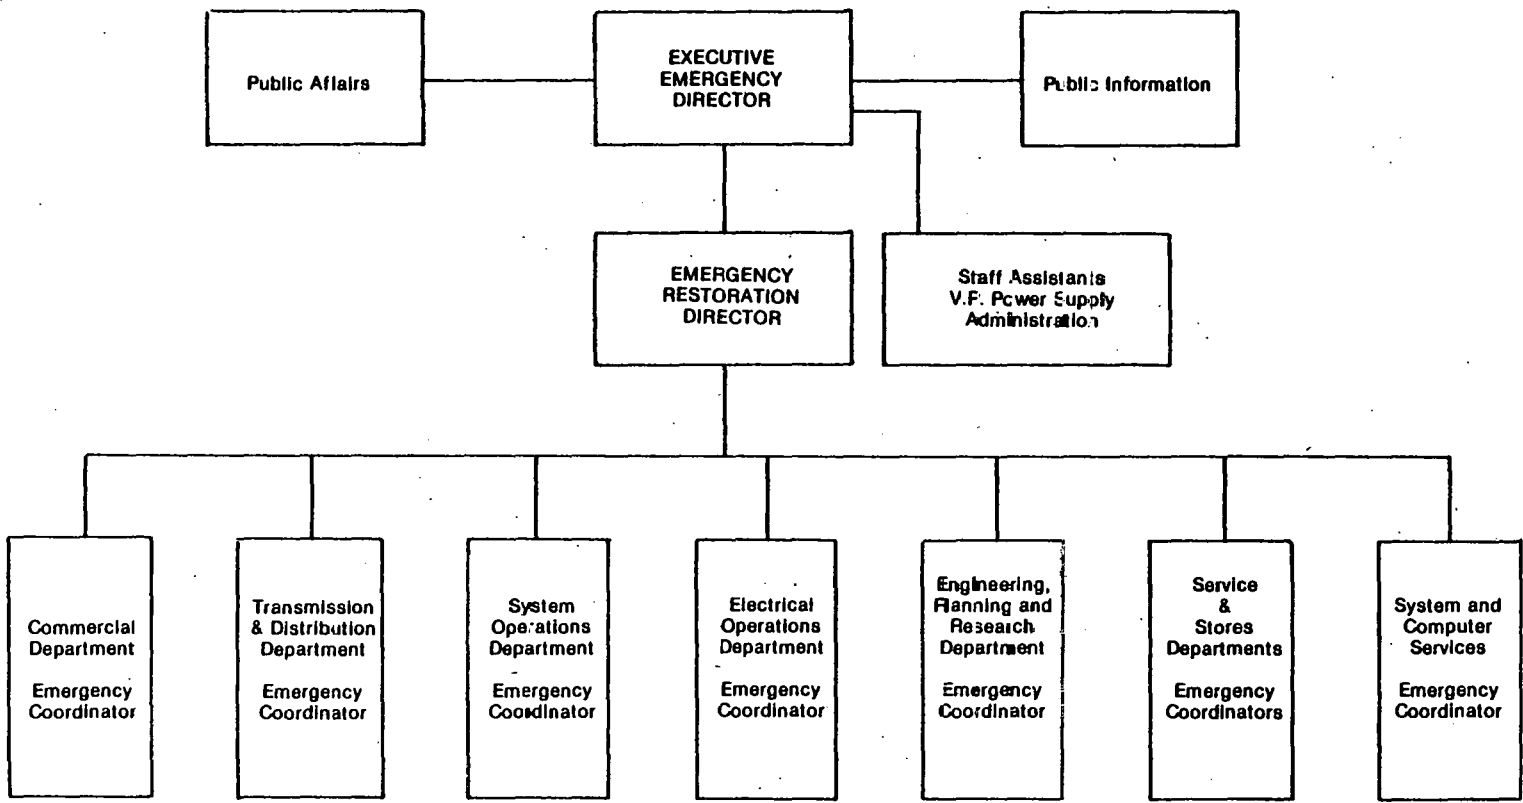 Public Affairs
EXECUTIVE
EMERGENCY
DIRECTOR
Public Information
EMERGENCY
RESTORATION
DIRECTOR
Staff Assistants
V.P. Power Supply
Administration
Commercial
Department
Emergency
Coordinator
Transmission
& Distribution
Department
Emergency
Coordinator
System
Operations
Department
Emergency
Coordinator
Electrical
Operations
Department
Emergency
Coordinator
Engineering,
Planning and
Research
Department
Emergency
Coordinator
Service
&
Stores
Departments
Emergency
Coordinators
System and
Computer
Services
Emergency
Coordinator